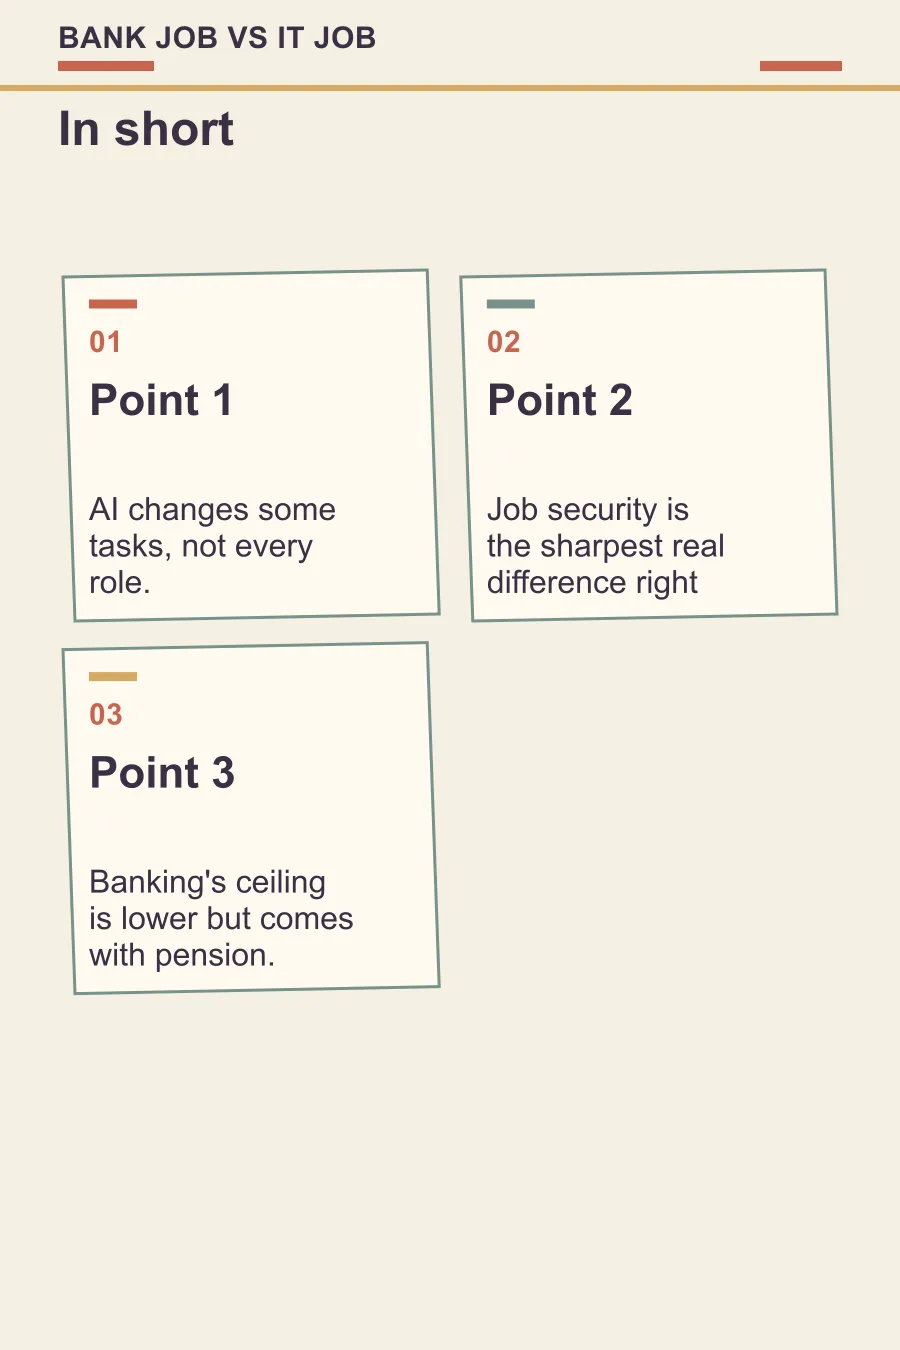 BANK JOB VS IT JOB
In short
01
Point 1
AI changes some
tasks, not every
role.
02
Point 2
Job security is
the sharpest real
difference right
03
Point 3
Banking's ceiling
is lower but comes
with pension.